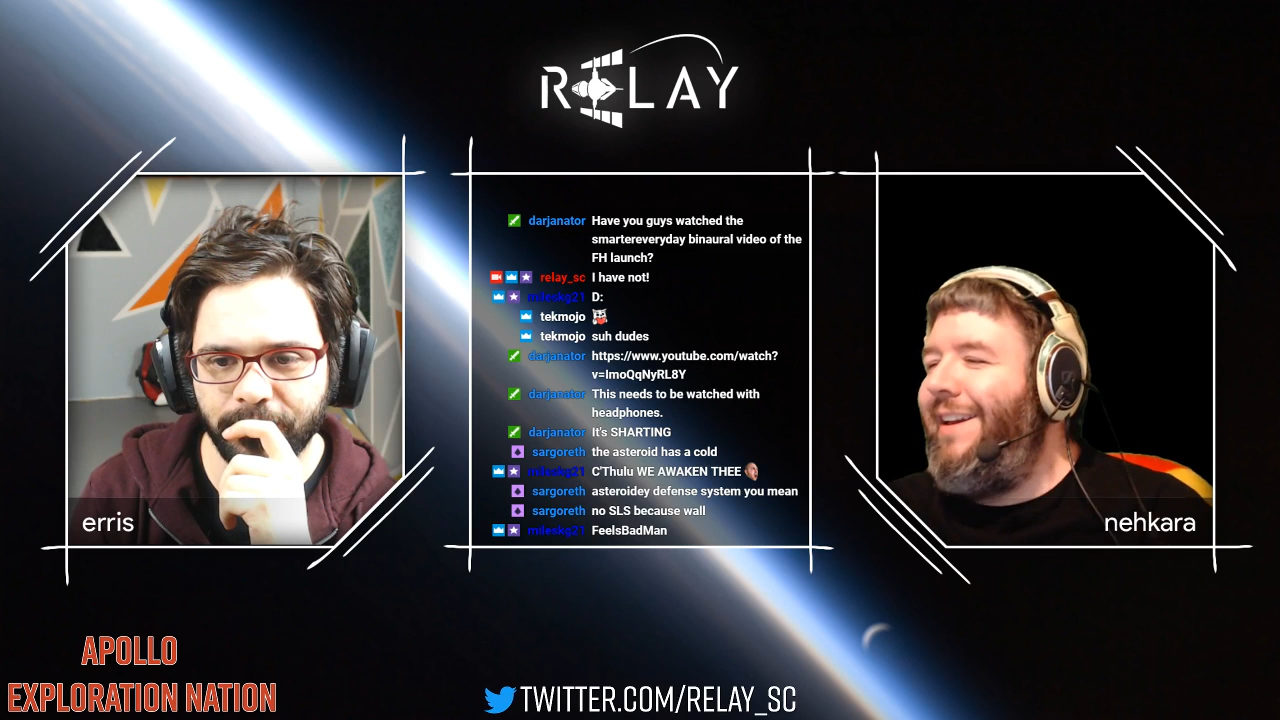 RELAY
darjanator Have you guys watched the
smartereveryday binaural video of the
FH launch?
relay_sc I have not!
mileskg21 D:
tekmojo
tekmojo suh dudes
darjanator https://www.youtube.com/watch?
v=ImoQqNyRL8Y
darjanator This needs to be watched with
headphones.
darjanator It's SHARTING
sargoreth the asteroid has a cold
mileskg21 C'Thulu WE AWAKEN THEE
sargoreth asteroidey defense system you mean
sargoreth no SLS because wall
mileskg21 FeelsBadMan
erris
nehkara
APOLLO
EXPLORATION NATION
TWITTER.COM/RELAY_SC